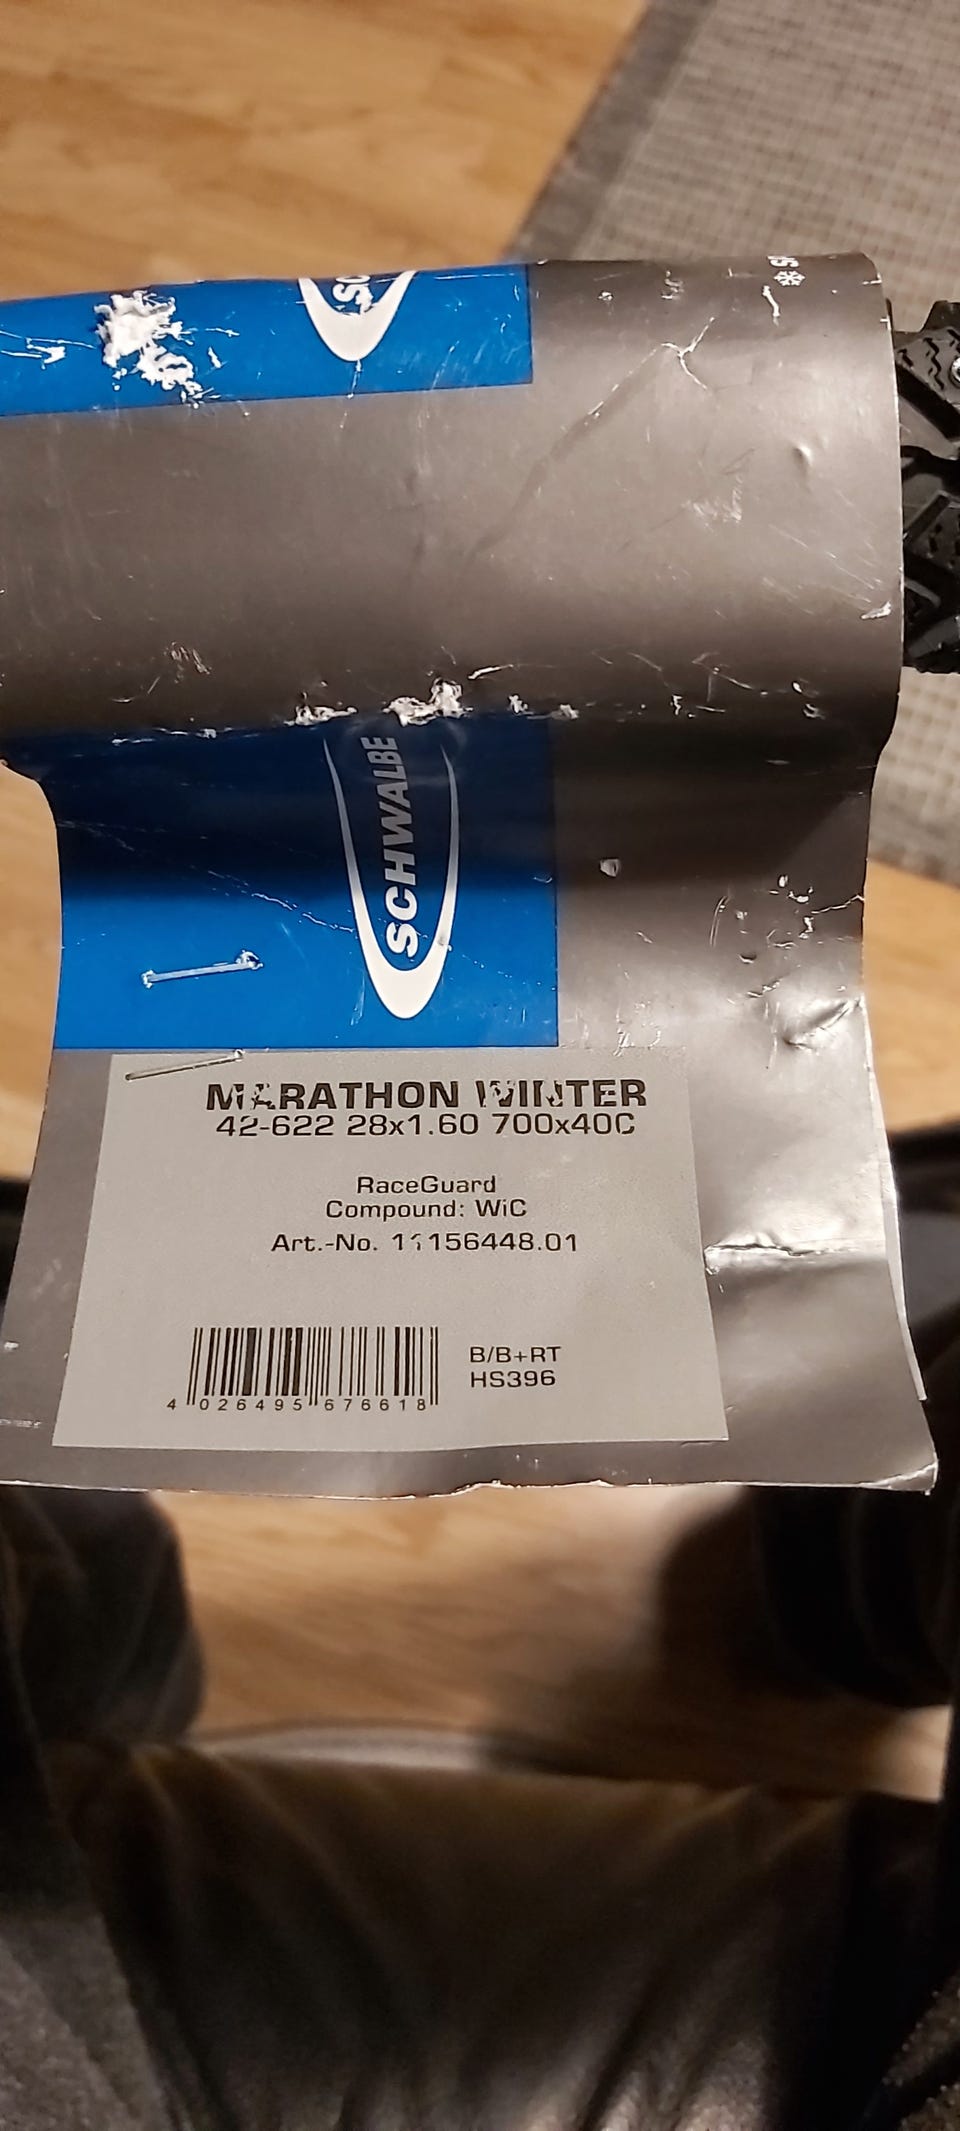 SCHWALBE
MARATHON WINTER
42-622 28x1.60 700x40C
RaceGuard
Compound: WiC
Art.-No. 11156448.01
B/B+RT
HS396
4 026495 676618